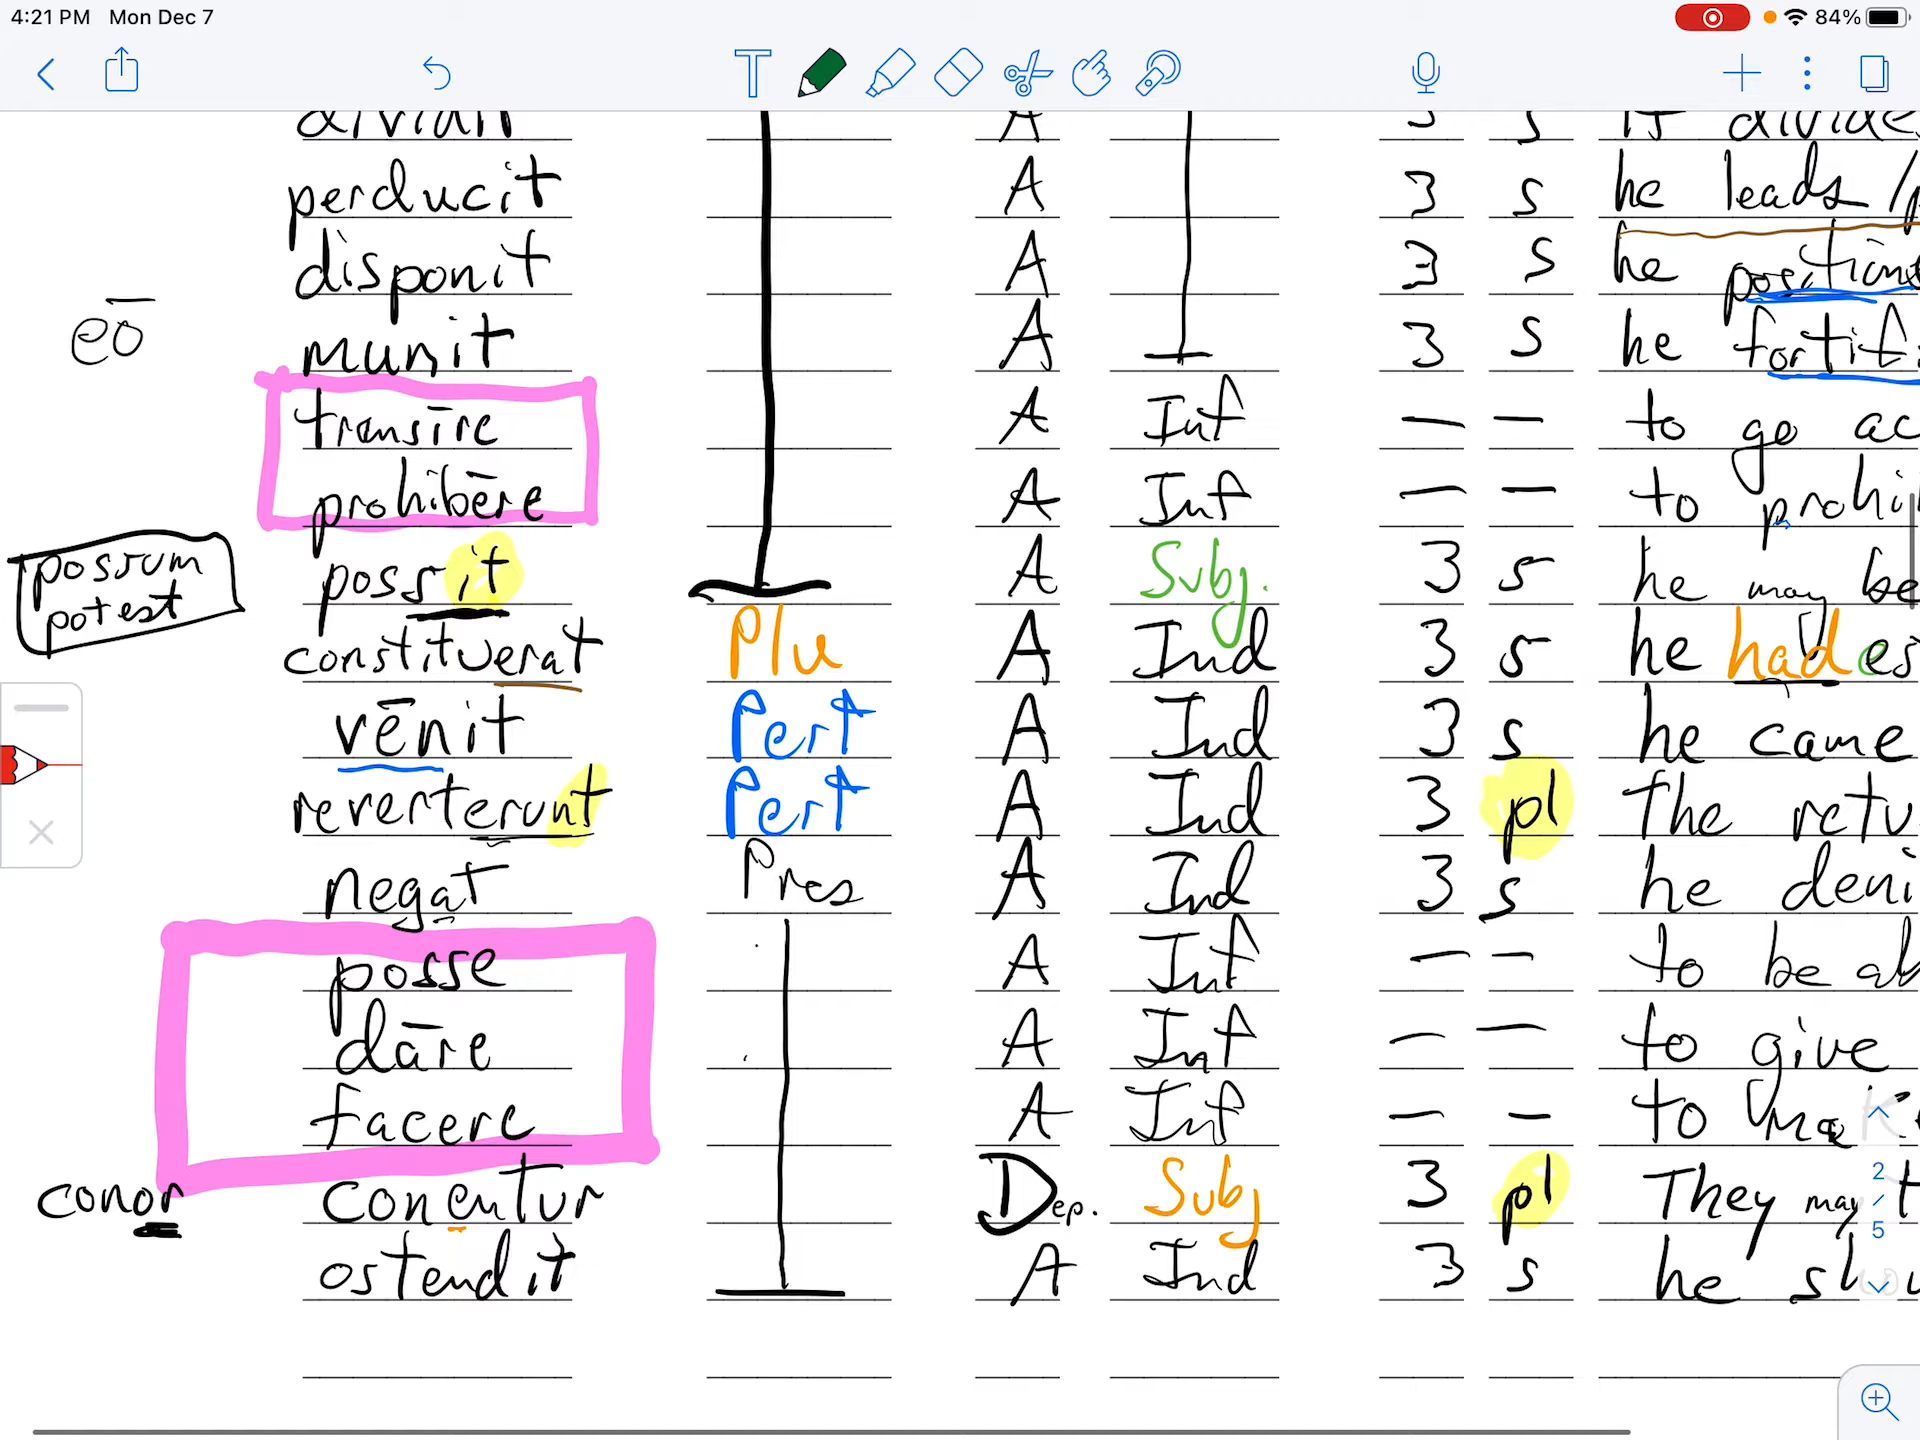 4:21 PM Mon Dec 7 84%
T
perducit A 3 s he leads
disponit A 3 s he positions
eō munit A 3 s he
transīre A Inf — — to go
prohibēre A Inf — — to
possum potest possit A Subj. 3 s he may be
constituerat Plu A Ind 3 s he had
vēnit Perf A Ind 3 s he came
reverterunt Perf A Ind 3 pl The
negat Pres A Ind 3 s he
posse A Inf — — to be
dāre A Inf — — to give
facere A Inf — — to
conor conentur Dep. Subj 3 pl They may
ostendit A Ind 3 s he
2/5